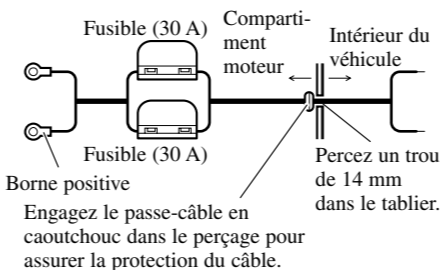 Fusible (30 A)
Comparti-
ment
moteur
Intérieur du
véhicule
Fusible (30 A)
Borne positive
Percez un trou
de 14 mm
dans le tablier.
Engagez le passe-câble en
caoutchouc dans le perçage pour
assurer la protection du câble.